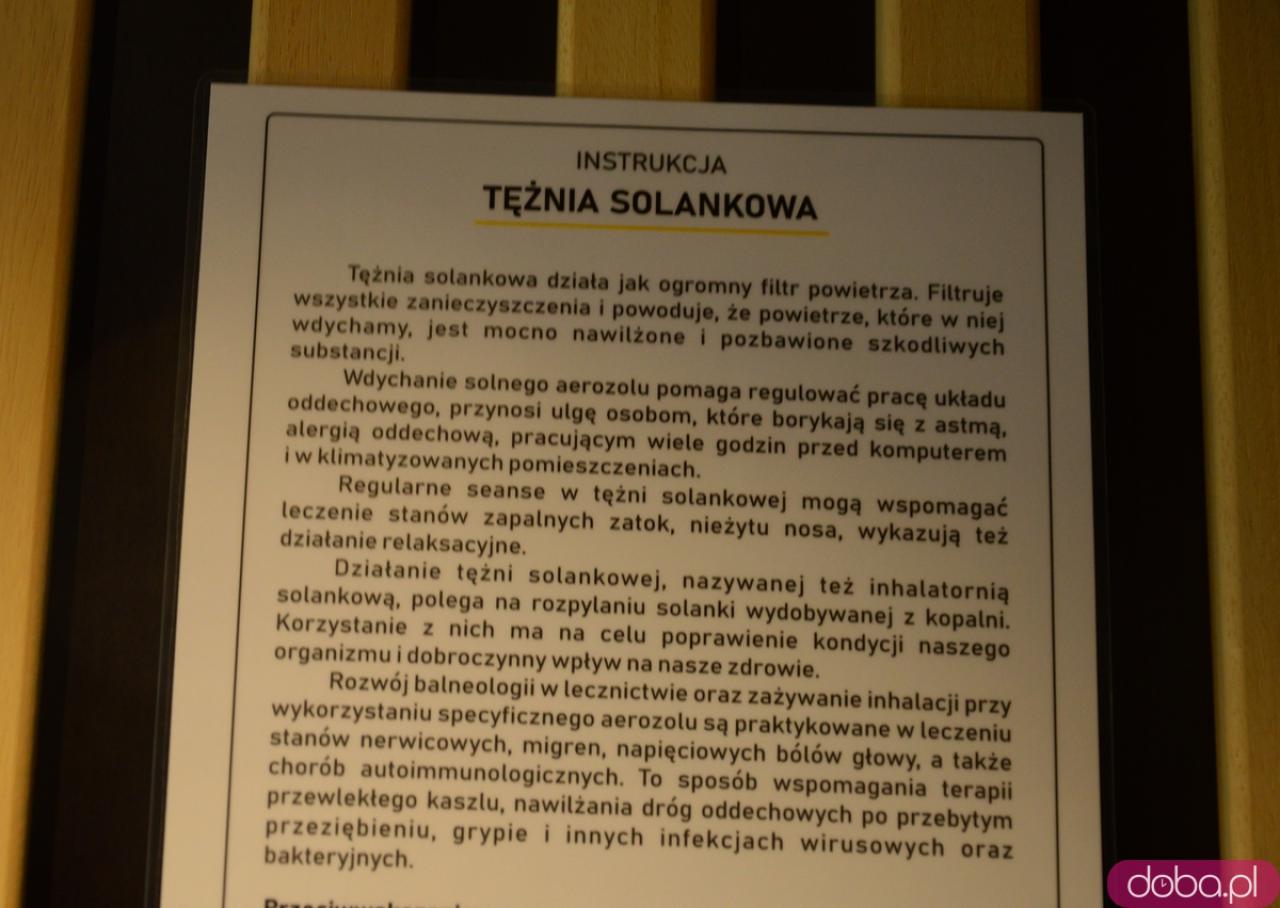 INSTRUKCJA
TĘŻNIA SOLANKOWA
Tężnia solankowa działa jak ogromny filtr powietrza. Filtruje
wszystkie zanieczyszczenia i powoduje, że powietrze, które w niej
wdychamy, jest mocno nawilżone i pozbawione szkodliwych
substancji.
Wdychanie solnego aerozolu pomaga regulować pracę układu
oddechowego, przynosi ulgę osobom, które borykają się z astmą,
alergią oddechową, pracującym wiele godzin przed komputerem
i w klimatyzowanych pomieszczeniach.
Regularne seanse w tężni solankowej mogą wspomagać
leczenie stanów zapalnych zatok, nieżytu nosa, wykazują też
działanie relaksacyjne.
Działanie tężni solankowej, nazywanej też inhalatornią
solankową, polega na rozpylaniu solanki wydobywanej z kopalni.
Korzystanie z nich ma na celu poprawienie kondycji naszego
organizmu i dobroczynny wpływ na nasze zdrowie.
Rozwój balneologii w lecznictwie oraz zażywanie inhalacji przy
wykorzystaniu specyficznego aerozolu są praktykowane w leczeniu
stanów nerwicowych, migren, napięciowych bólów głowy, a także
chorób autoimmunologicznych. To sposób wspomagania terapii
przewlekłego kaszlu, nawilżania dróg oddechowych po przebytym
przeziębieniu, grypie i innych infekcjach wirusowych oraz
bakteryjnych.
doba.pl